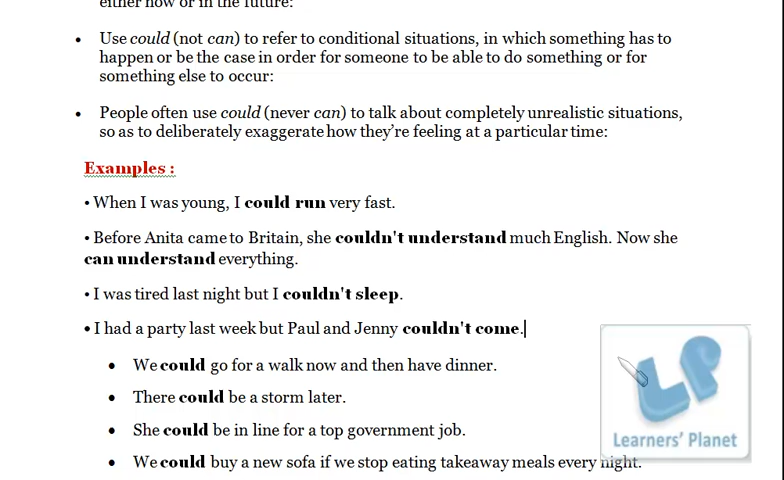 either now or in the future:
• Use could (not can) to refer to conditional situations, in which something has to
happen or be the case in order for someone to be able to do something or for
something else to occur:
• People often use could (never can) to talk about completely unrealistic situations,
so as to deliberately exaggerate how they're feeling at a particular time:
Examples :
• When I was young, I could run very fast.
• Before Anita came to Britain, she couldn't understand much English. Now she
can understand everything.
• I was tired last night but I couldn't sleep.
• I had a party last week but Paul and Jenny couldn't come.
• We could go for a walk now and then have dinner.
• There could be a storm later.
• She could be in line for a top government job.
• We could buy a new sofa if we stop eating takeaway meals every night.
LP
Learners' Planet